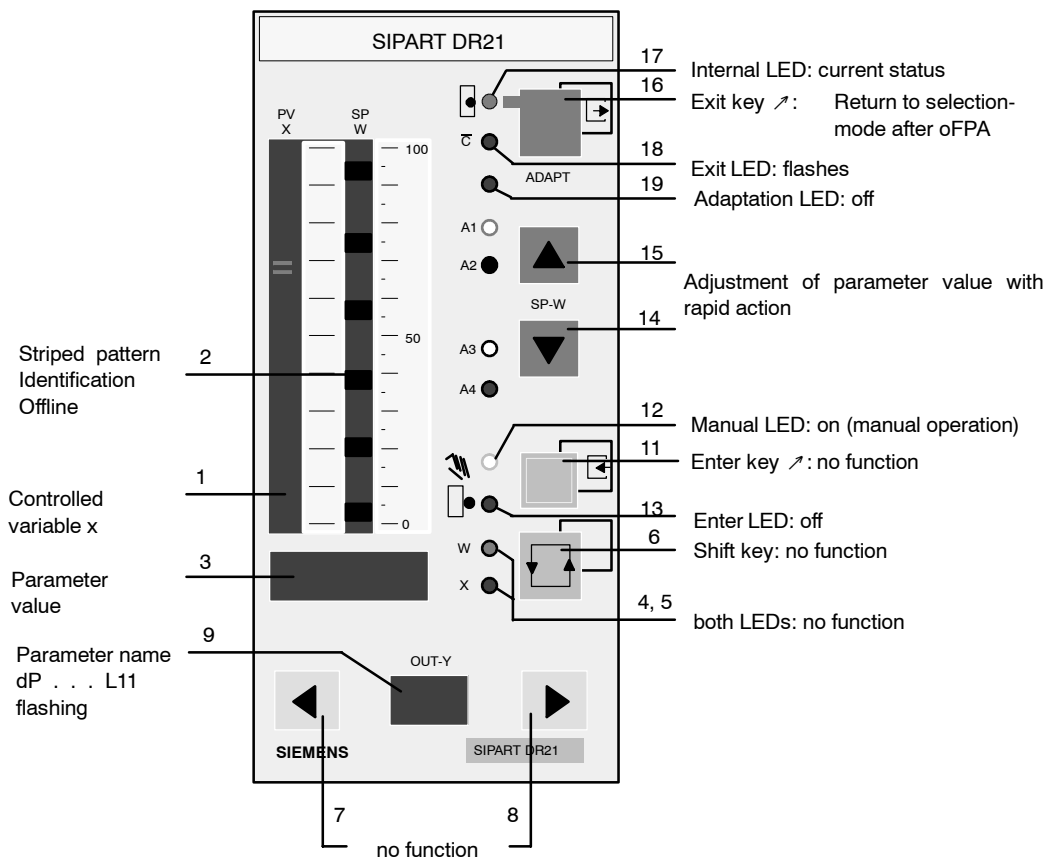 SIPART DR21
17
Internal LED: current status
16
Exit key ↗: Return to selection-
mode after oFPA
PV
X
SP
W
100
C̅
18
Exit LED: flashes
ADAPT
19
Adaptation LED: off
A1
A2
15
Adjustment of parameter value with
rapid action
SP-W
14
50
A3
A4
Striped pattern
Identification
Offline
2
12
Manual LED: on (manual operation)
11
Enter key ↗: no function
1
Controlled
variable x
0
13
Enter LED: off
6
Shift key: no function
W
X
3
Parameter
value
4, 5
both LEDs: no function
9
Parameter name
dP . . . L11
flashing
OUT-Y
SIEMENS
SIPART DR21
7
8
no function